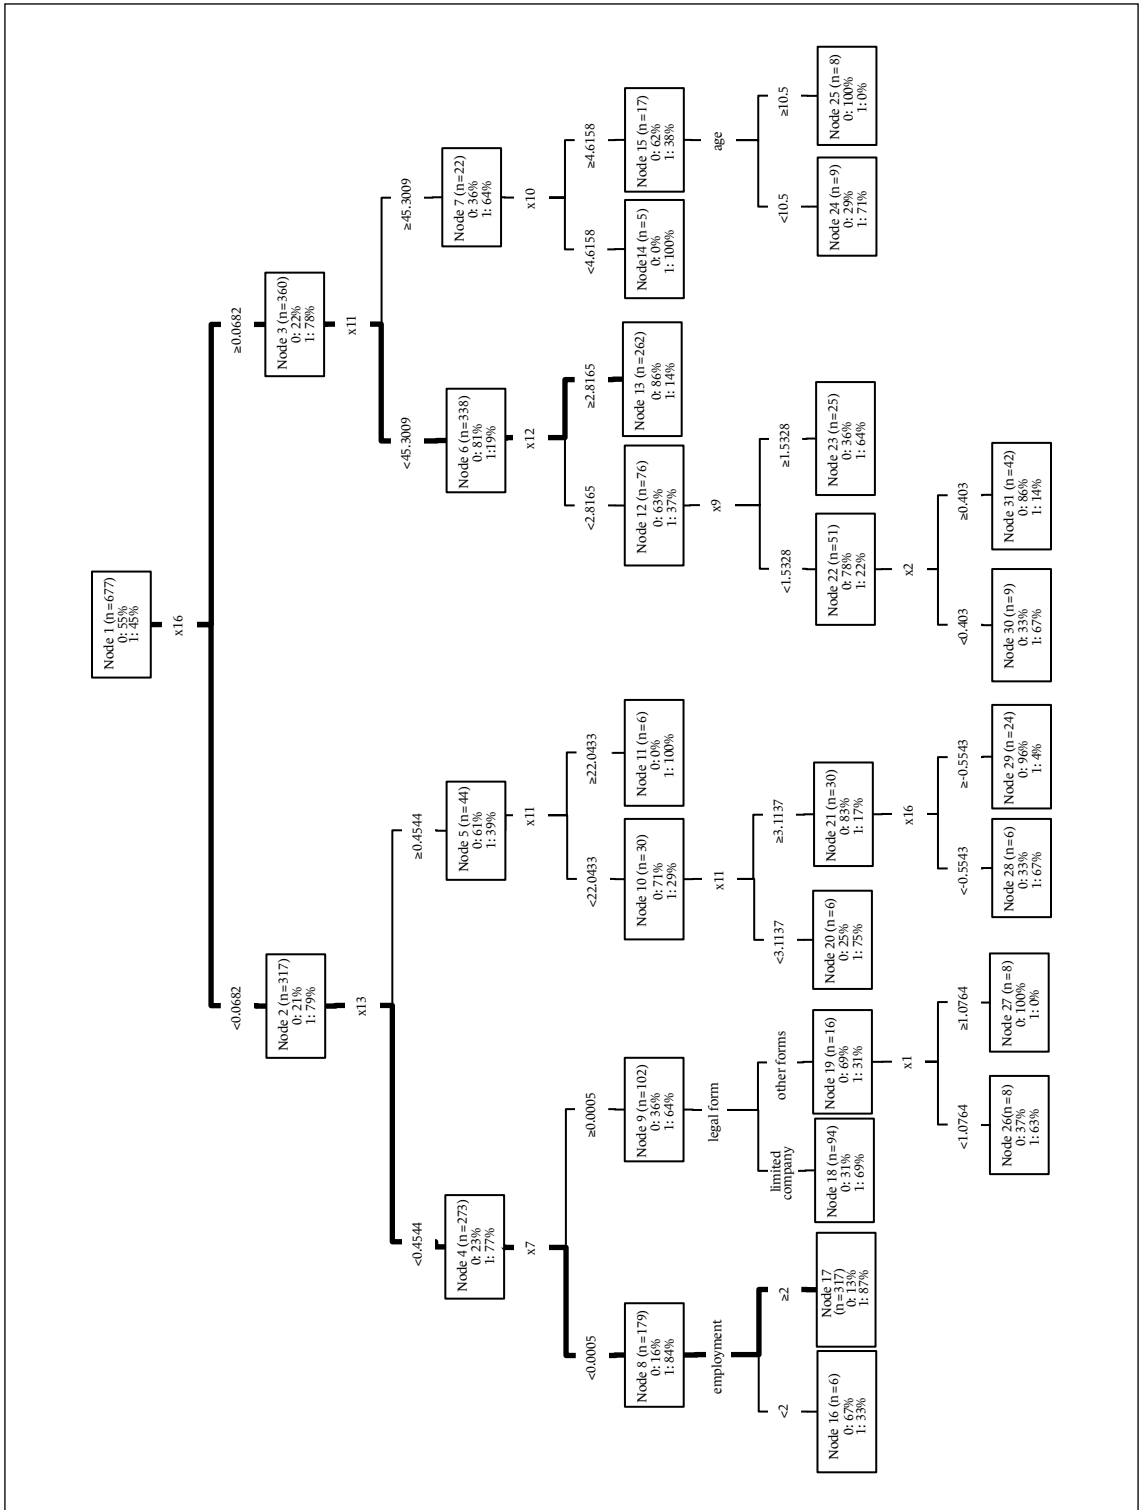 Node 1 (n=677)
0: 55%
1: 45%
x16
<0.0682
≥0.0682
Node 2 (n=317)
0: 21%
1: 79%
x13
Node 3 (n=360)
0: 22%
1: 78%
x11
<0.4544
≥0.4544
<45.3009
≥45.3009
Node 4 (n=273)
0: 23%
1: 77%
x7
Node 5 (n=44)
0: 61%
1: 39%
x11
Node 6 (n=338)
0: 81%
1:19%
x12
Node 7 (n=22)
0: 36%
1: 64%
x10
<0.0005
≥0.0005
<22.0433
≥22.0433
<2.8165
≥2.8165
<4.6158
≥4.6158
Node 8 (n=179)
0: 16%
1: 84%
employment
Node 9 (n=102)
0: 36%
1: 64%
legal form
Node 10 (n=30)
0: 71%
1: 29%
x11
Node 11 (n=6)
0: 0%
1: 100%
Node 12 (n=76)
0: 63%
1: 37%
x9
Node 13 (n=262)
0: 86%
1: 14%
Node14 (n=5)
0: 0%
1: 100%
Node 15 (n=17)
0: 62%
1: 38%
age
<2
≥2
limited
company
other forms
<3.1137
≥3.1137
<1.5328
≥1.5328
<10.5
≥10.5
Node 16 (n=6)
0: 67%
1: 33%
Node 17
(n=317)
0: 13%
1: 87%
Node 18 (n=94)
0: 31%
1: 69%
Node 19 (n=16)
0: 69%
1: 31%
x1
Node 20 (n=6)
0: 25%
1: 75%
Node 21 (n=30)
0: 83%
1: 17%
x16
Node 22 (n=51)
0: 78%
1: 22%
x2
Node 23 (n=25)
0: 36%
1: 64%
Node 24 (n=9)
0: 29%
1: 71%
Node 25 (n=8)
0: 100%
1: 0%
<1.0764
≥1.0764
<-0.5543
≥-0.5543
<0.403
≥0.403
Node 26(n=8)
0: 37%
1: 63%
Node 27 (n=8)
0: 100%
1: 0%
Node 28 (n=6)
0: 33%
1: 67%
Node 29 (n=24)
0: 96%
1: 4%
Node 30 (n=9)
0: 33%
1: 67%
Node 31 (n=42)
0: 86%
1: 14%